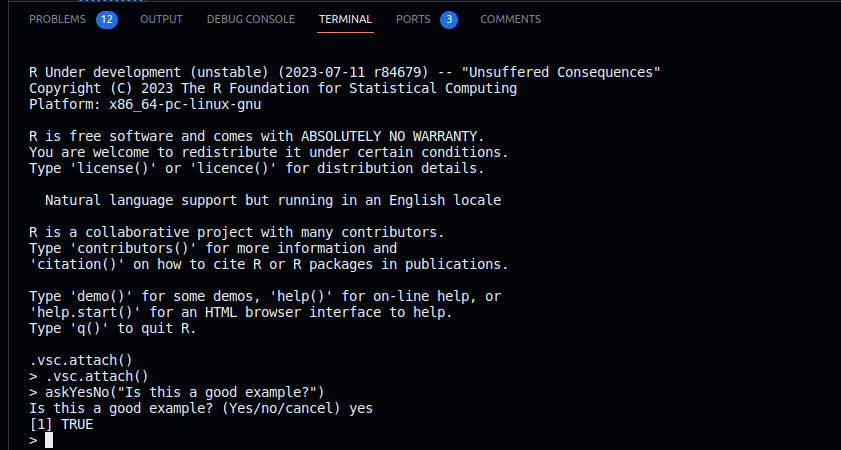 PROBLEMS 12 OUTPUT DEBUG CONSOLE TERMINAL PORTS 3 COMMENTS
R Under development (unstable) (2023-07-11 r84679) -- "Unsuffered Consequences"
Copyright (C) 2023 The R Foundation for Statistical Computing
Platform: x86_64-pc-linux-gnu
R is free software and comes with ABSOLUTELY NO WARRANTY.
You are welcome to redistribute it under certain conditions.
Type 'license()' or 'licence()' for distribution details.
Natural language support but running in an English locale
R is a collaborative project with many contributors.
Type 'contributors()' for more information and
'citation()' on how to cite R or R packages in publications.
Type 'demo()' for some demos, 'help()' for on-line help, or
'help.start()' for an HTML browser interface to help.
Type 'q()' to quit R.
.vsc.attach()
> .vsc.attach()
> askYesNo("Is this a good example?")
Is this a good example? (Yes/no/cancel) yes
[1] TRUE
>